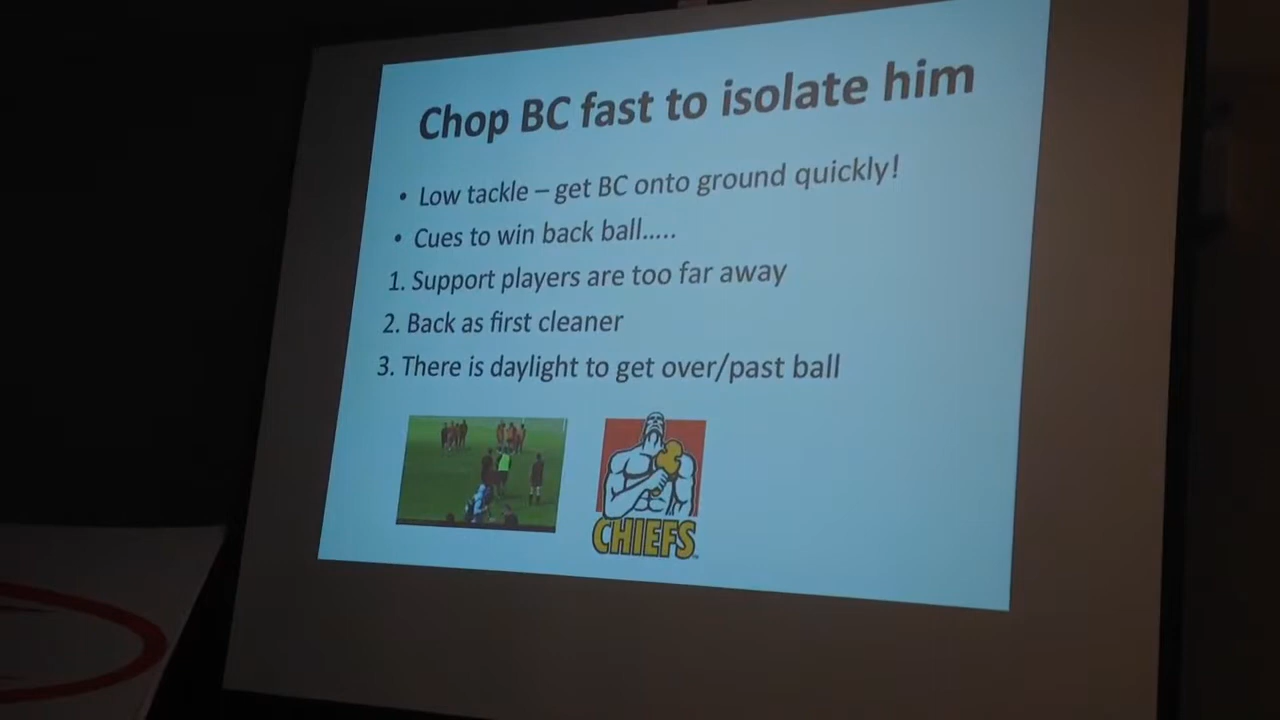 Chop BC fast to isolate him
• Low tackle – get BC onto ground quickly!
• Cues to win back ball.....
1. Support players are too far away
2. Back as first cleaner
3. There is daylight to get over/past ball
CHIEFS